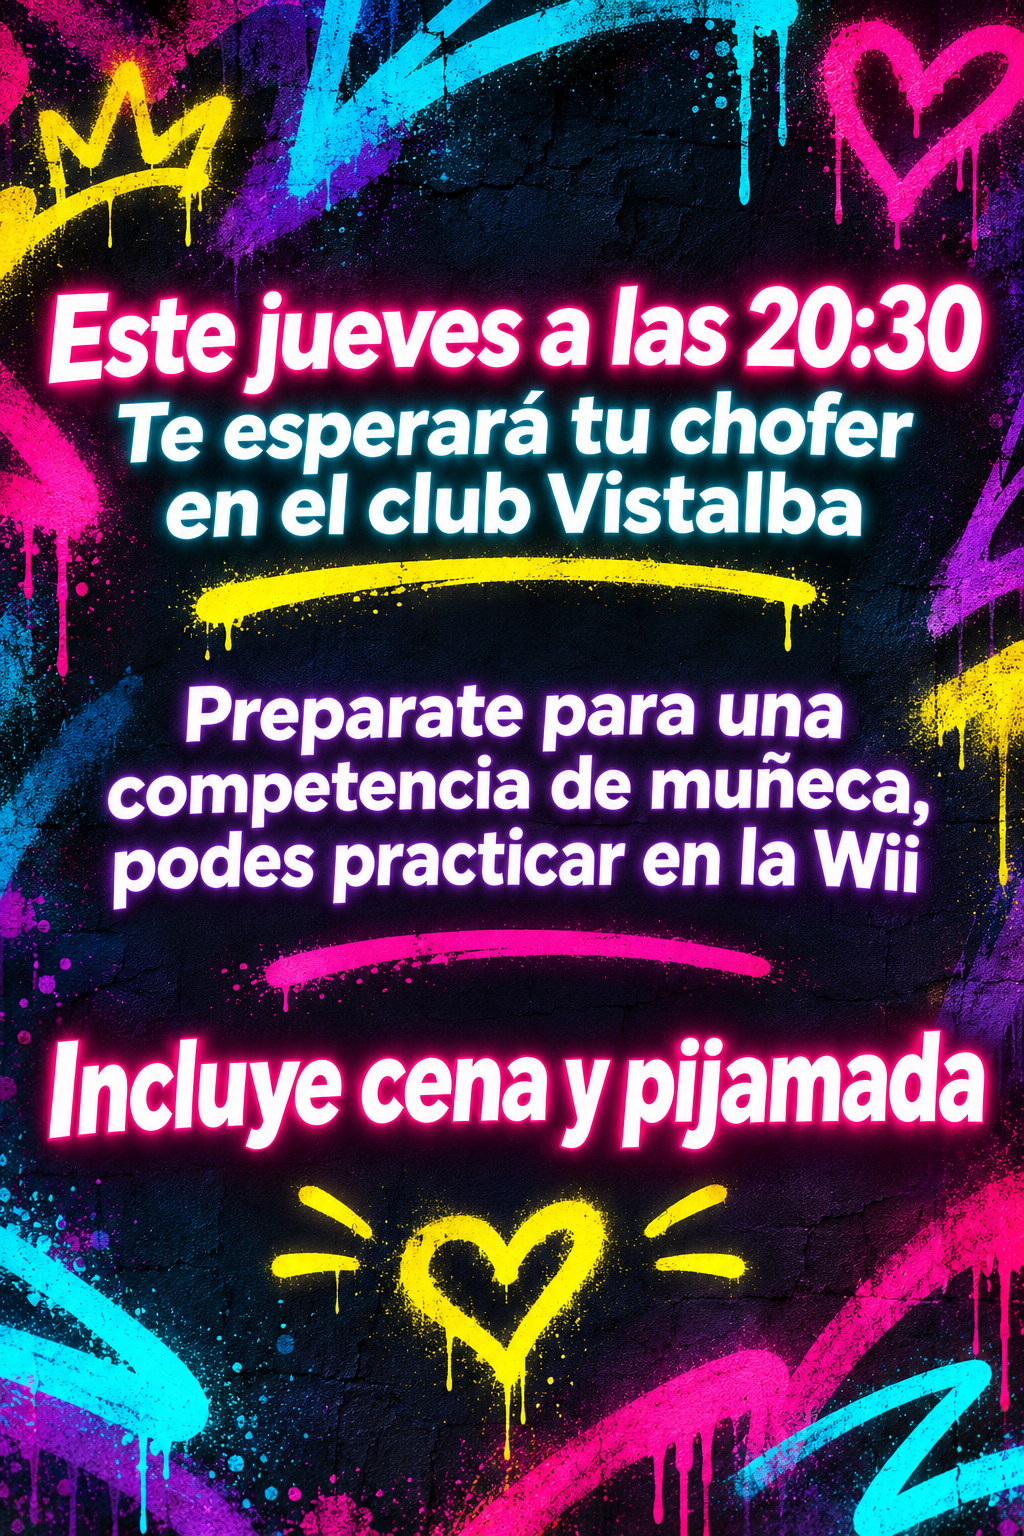 Este jueves a las 20:30
Te esperará tu chofer
en el club Vistalba
Preparate para una
competencia de muñeca,
podes practicar en la Wii
Incluye cena y pijamada